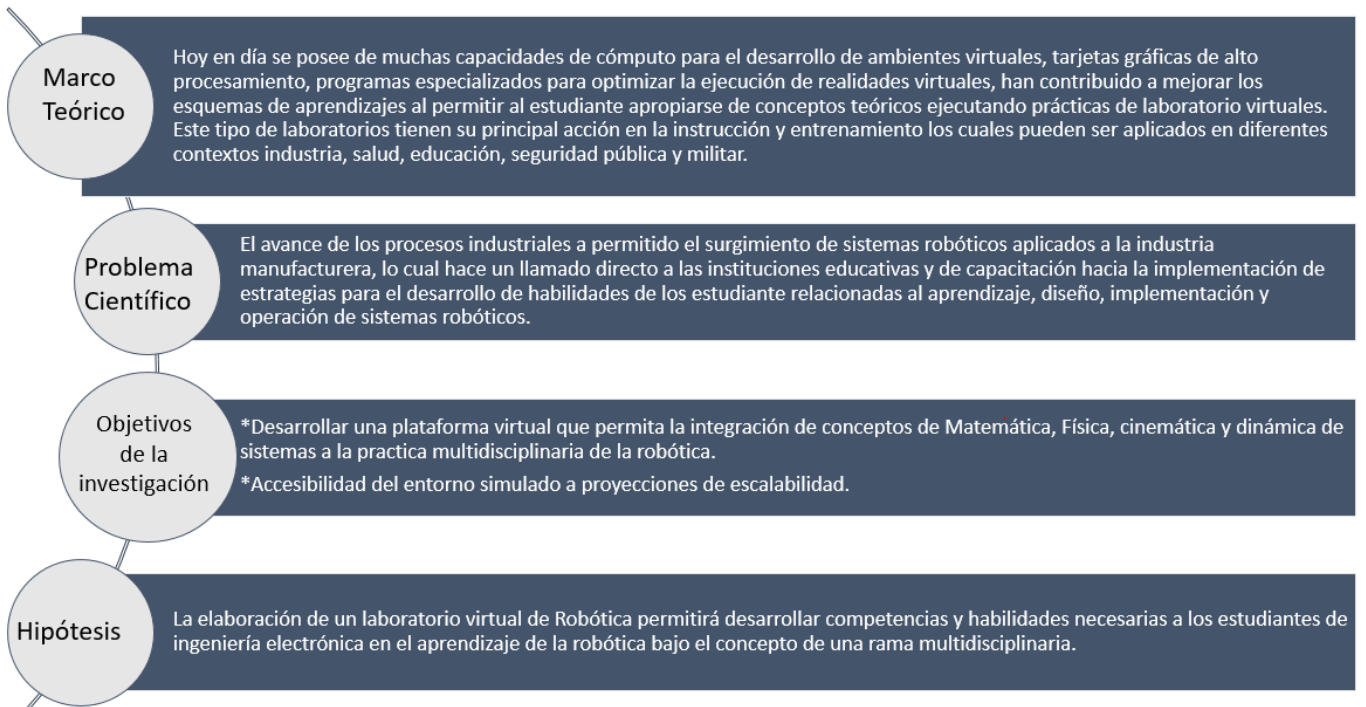 Marco
Teórico
Hoy en día se posee de muchas capacidades de cómputo para el desarrollo de ambientes virtuales, tarjetas gráficas de alto
procesamiento, programas especializados para optimizar la ejecución de realidades virtuales, han contribuido a mejorar los
esquemas de aprendizajes al permitir al estudiante apropiarse de conceptos teóricos ejecutando prácticas de laboratorio virtuales.
Este tipo de laboratorios tienen su principal acción en la instrucción y entrenamiento los cuales pueden ser aplicados en diferentes
contextos industria, salud, educación, seguridad pública y militar.
Problema
Científico
El avance de los procesos industriales a permitido el surgimiento de sistemas robóticos aplicados a la industria
manufacturera, lo cual hace un llamado directo a las instituciones educativas y de capacitación hacia la implementación de
estrategias para el desarrollo de habilidades de los estudiante relacionadas al aprendizaje, diseño, implementación y
operación de sistemas robóticos.
Objetivos
de la
investigación
*Desarrollar una plataforma virtual que permita la integración de conceptos de Matemática, Física, cinemática y dinámica de
sistemas a la practica multidisciplinaria de la robótica.
*Accesibilidad del entorno simulado a proyecciones de escalabilidad.
Hipótesis
La elaboración de un laboratorio virtual de Robótica permitirá desarrollar competencias y habilidades necesarias a los estudiantes de
ingeniería electrónica en el aprendizaje de la robótica bajo el concepto de una rama multidisciplinaria.